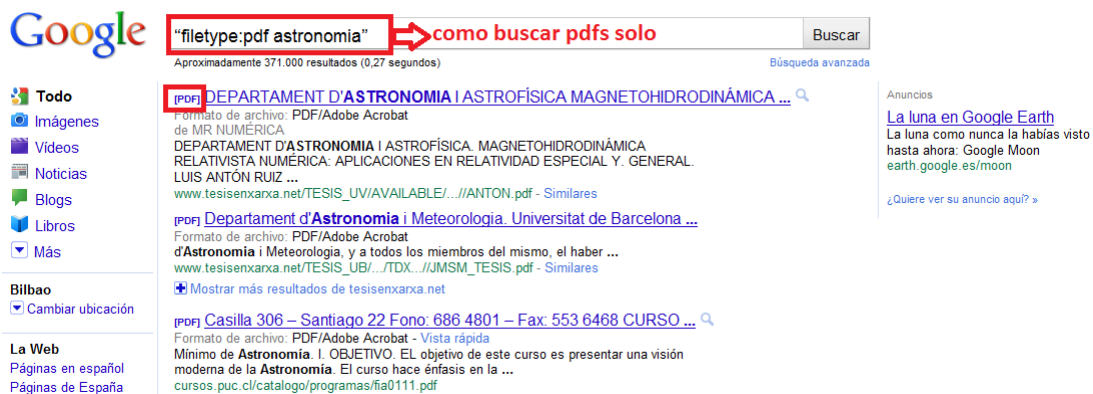 Google
"filetype:pdf astronomia"
como buscar pdfs solo
Buscar
Aproximadamente 371.000 resultados (0,27 segundos)
Búsqueda avanzada
Todo
Imágenes
Vídeos
Noticias
Blogs
Libros
Más
Bilbao
Cambiar ubicación
La Web
Páginas en español
Páginas de España
[PDF] DEPARTAMENT D'ASTRONOMIA I ASTROFÍSICA MAGNETOHIDRODINÁMICA ...
Formato de archivo: PDF/Adobe Acrobat
de MR NUMÉRICA
DEPARTAMENT D'ASTRONOMIA I ASTROFÍSICA. MAGNETOHIDRODINÁMICA
RELATIVISTA NUMÉRICA: APLICACIONES EN RELATIVIDAD ESPECIAL Y. GENERAL.
LUIS ANTÓN RUIZ ...
www.tesisenxarxa.net/TESIS_UV/AVAILABLE/...//ANTON.pdf - Similares
[PDF] Departament d'Astronomia i Meteorologia. Universitat de Barcelona ...
Formato de archivo: PDF/Adobe Acrobat
d'Astronomia i Meteorologia, y a todos los miembros del mismo, el haber ...
www.tesisenxarxa.net/TESIS_UB/.../TDX...//JMSM_TESIS.pdf - Similares
Mostrar más resultados de tesisenxarxa.net
[PDF] Casilla 306 – Santiago 22 Fono: 686 4801 – Fax: 553 6468 CURSO ...
Formato de archivo: PDF/Adobe Acrobat - Vista rápida
Mínimo de Astronomía. I. OBJETIVO. EL objetivo de este curso es presentar una visión
moderna de la Astronomía. El curso hace énfasis en la ...
cursos.puc.cl/catalogo/programas/fia0111.pdf
Anuncios
La luna en Google Earth
La luna como nunca la habías visto
hasta ahora: Google Moon
earth.google.es/moon
¿Quiere ver su anuncio aquí? »